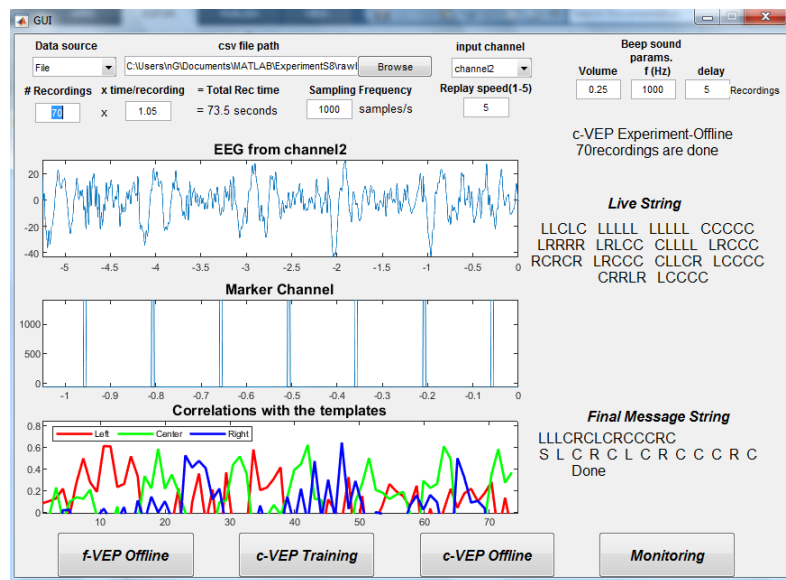 GUI
Data source
csv file path
input channel
Beep sound
params.
File
C:\Users\nG\Documents\MATLAB\ExperimentS8\rawl
Browse
channel2
Volume f (Hz) delay
0.25 1000 5 Recordings
# Recordings x time/recording = Total Rec time Sampling Frequency Replay speed(1-5)
70 x 1.05 = 73.5 seconds 1000 samples/s 5
c-VEP Experiment-Offline
70recordings are done
EEG from channel2
20
0
-20
-40
-5 -4.5 -4 -3.5 -3 -2.5 -2 -1.5 -1 -0.5 0
Live String
LLCLC LLLLL LLLLL CCCCC
LRRRR LRLCC CLLLL LRCCC
RCRCR LRCCC CLLCR LCCCC
CRRLR LCCCC
Marker Channel
1000
500
0
-1 -0.9 -0.8 -0.7 -0.6 -0.5 -0.4 -0.3 -0.2 -0.1 0
Correlations with the templates
0.8
0.6
0.4
0.2
0
Left Center Right
10 20 30 40 50 60 70
Final Message String
LLLCRCLCRCCCRC
S L C R C L C R C C C R C
Done
f-VEP Offline
c-VEP Training
c-VEP Offline
Monitoring